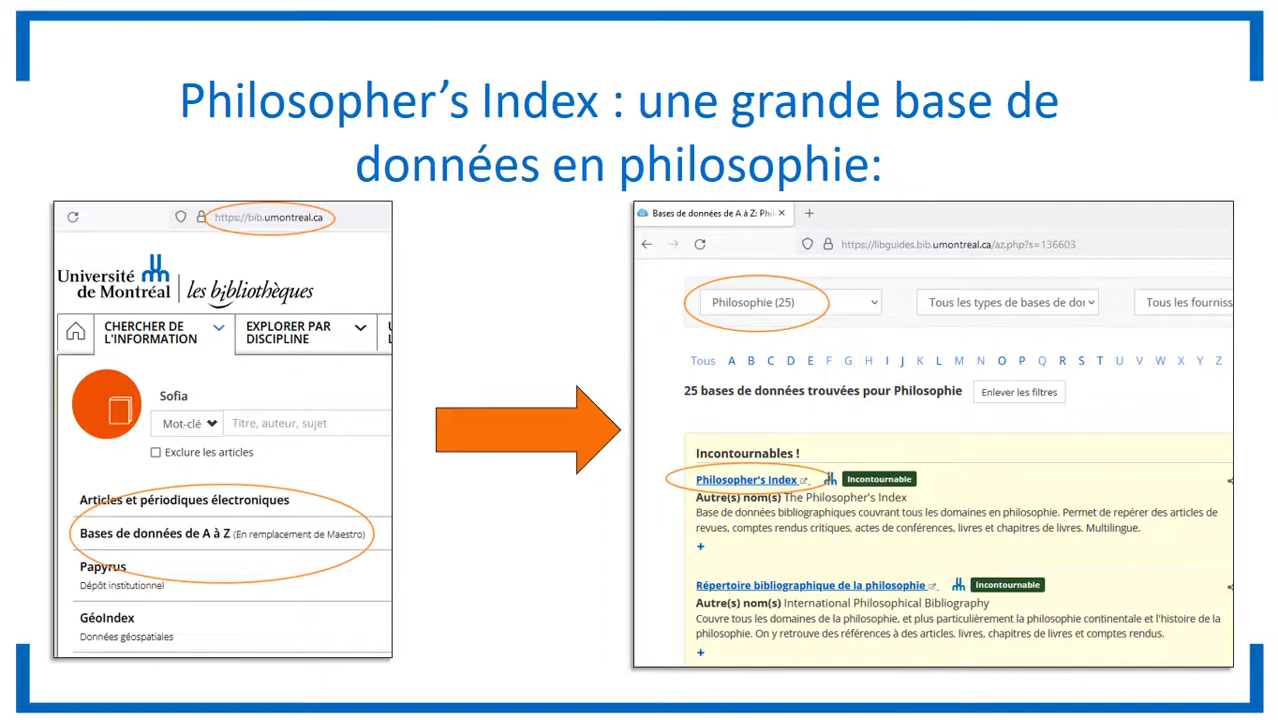 Philosopher’s Index : une grande base de
données en philosophie:
https://bib.umontreal.ca
Université
de Montréal
les bibliothèques
CHERCHER DE
L'INFORMATION
EXPLORER PAR
DISCIPLINE
Sofia
Mot-clé
Titre, auteur, sujet
Exclure les articles
Articles et périodiques électroniques
Bases de données de A à Z (En remplacement de Maestro)
Papyrus
Dépôt institutionnel
GéoIndex
Données géospatiales
Bases de données de A à Z: Phi
https://libguides.bib.umontreal.ca/az.php?s=136603
Philosophie (25)
Tous les types de bases de do
Tous les fourniss
Tous A B C D E F G H I J K L M N O P Q R S T U V W X Y Z
25 bases de données trouvées pour Philosophie
Enlever les filtres
Incontournables !
Philosopher's Index
Incontournable
Autre(s) nom(s) The Philosopher's Index
Base de données bibliographiques couvrant tous les domaines en philosophie. Permet de repérer des articles de
revues, comptes rendus critiques, actes de conférences, livres et chapitres de livres. Multilingue.
+
Répertoire bibliographique de la philosophie
Incontournable
Autre(s) nom(s) International Philosophical Bibliography
Couvre tous les domaines de la philosophie, et plus particulièrement la philosophie continentale et l'histoire de la
philosophie. On y retrouve des références à des articles, livres, chapitres de livres et comptes rendus.
+